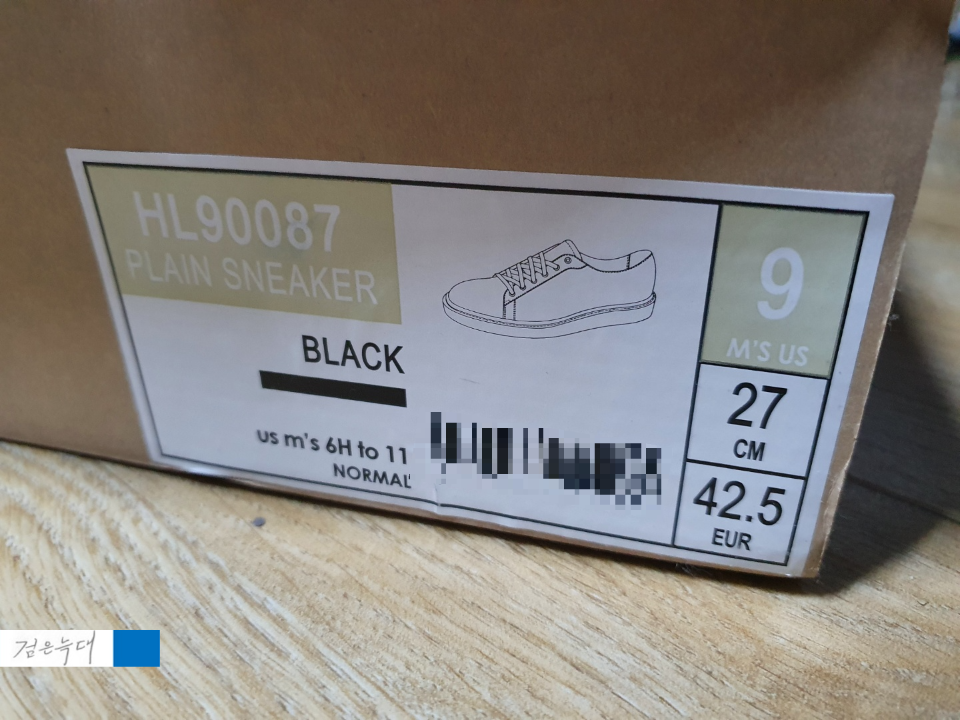 HL90087
PLAIN SNEAKER
BLACK
us m's 6H to 11
NORMAL
9
M'S US
27
CM
42.5
EUR
검은늑대